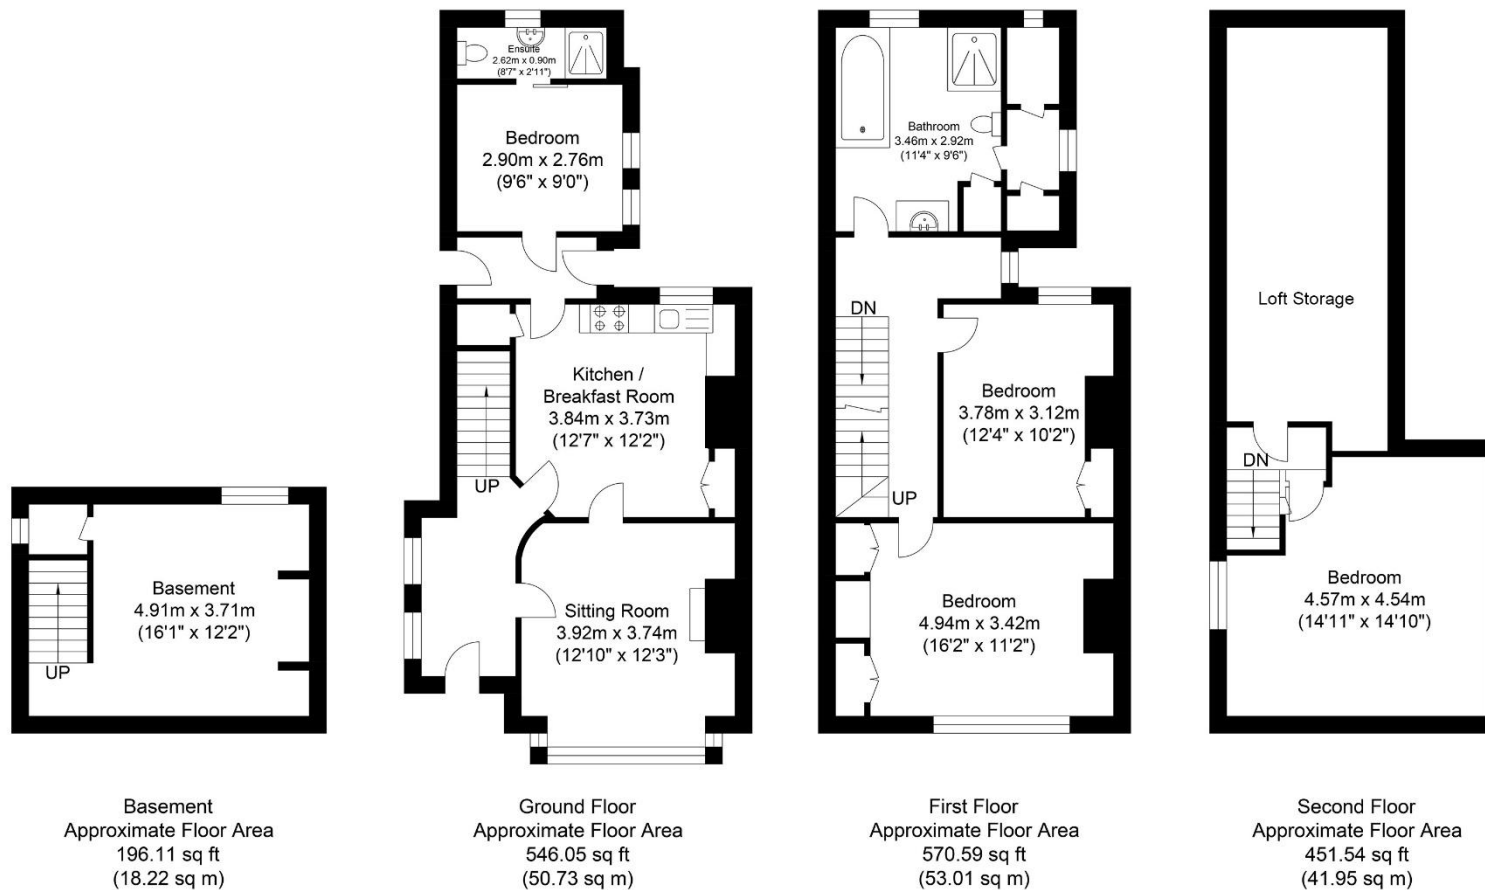 Basement
4.91m x 3.71m
(16'1" x 12'2")
UP
Basement
Approximate Floor Area
196.11 sq ft
(18.22 sq m)
Ensuite
2.62m x 0.90m
(8'7" x 2'11")
Bedroom
2.90m x 2.76m
(9'6" x 9'0")
Kitchen /
Breakfast Room
3.84m x 3.73m
(12'7" x 12'2")
UP
Sitting Room
3.92m x 3.74m
(12'10" x 12'3")
Ground Floor
Approximate Floor Area
546.05 sq ft
(50.73 sq m)
Bathroom
3.46m x 2.92m
(11'4" x 9'6")
DN
Bedroom
3.78m x 3.12m
(12'4" x 10'2")
UP
Bedroom
4.94m x 3.42m
(16'2" x 11'2")
First Floor
Approximate Floor Area
570.59 sq ft
(53.01 sq m)
Loft Storage
DN
Bedroom
4.57m x 4.54m
(14'11" x 14'10")
Second Floor
Approximate Floor Area
451.54 sq ft
(41.95 sq m)